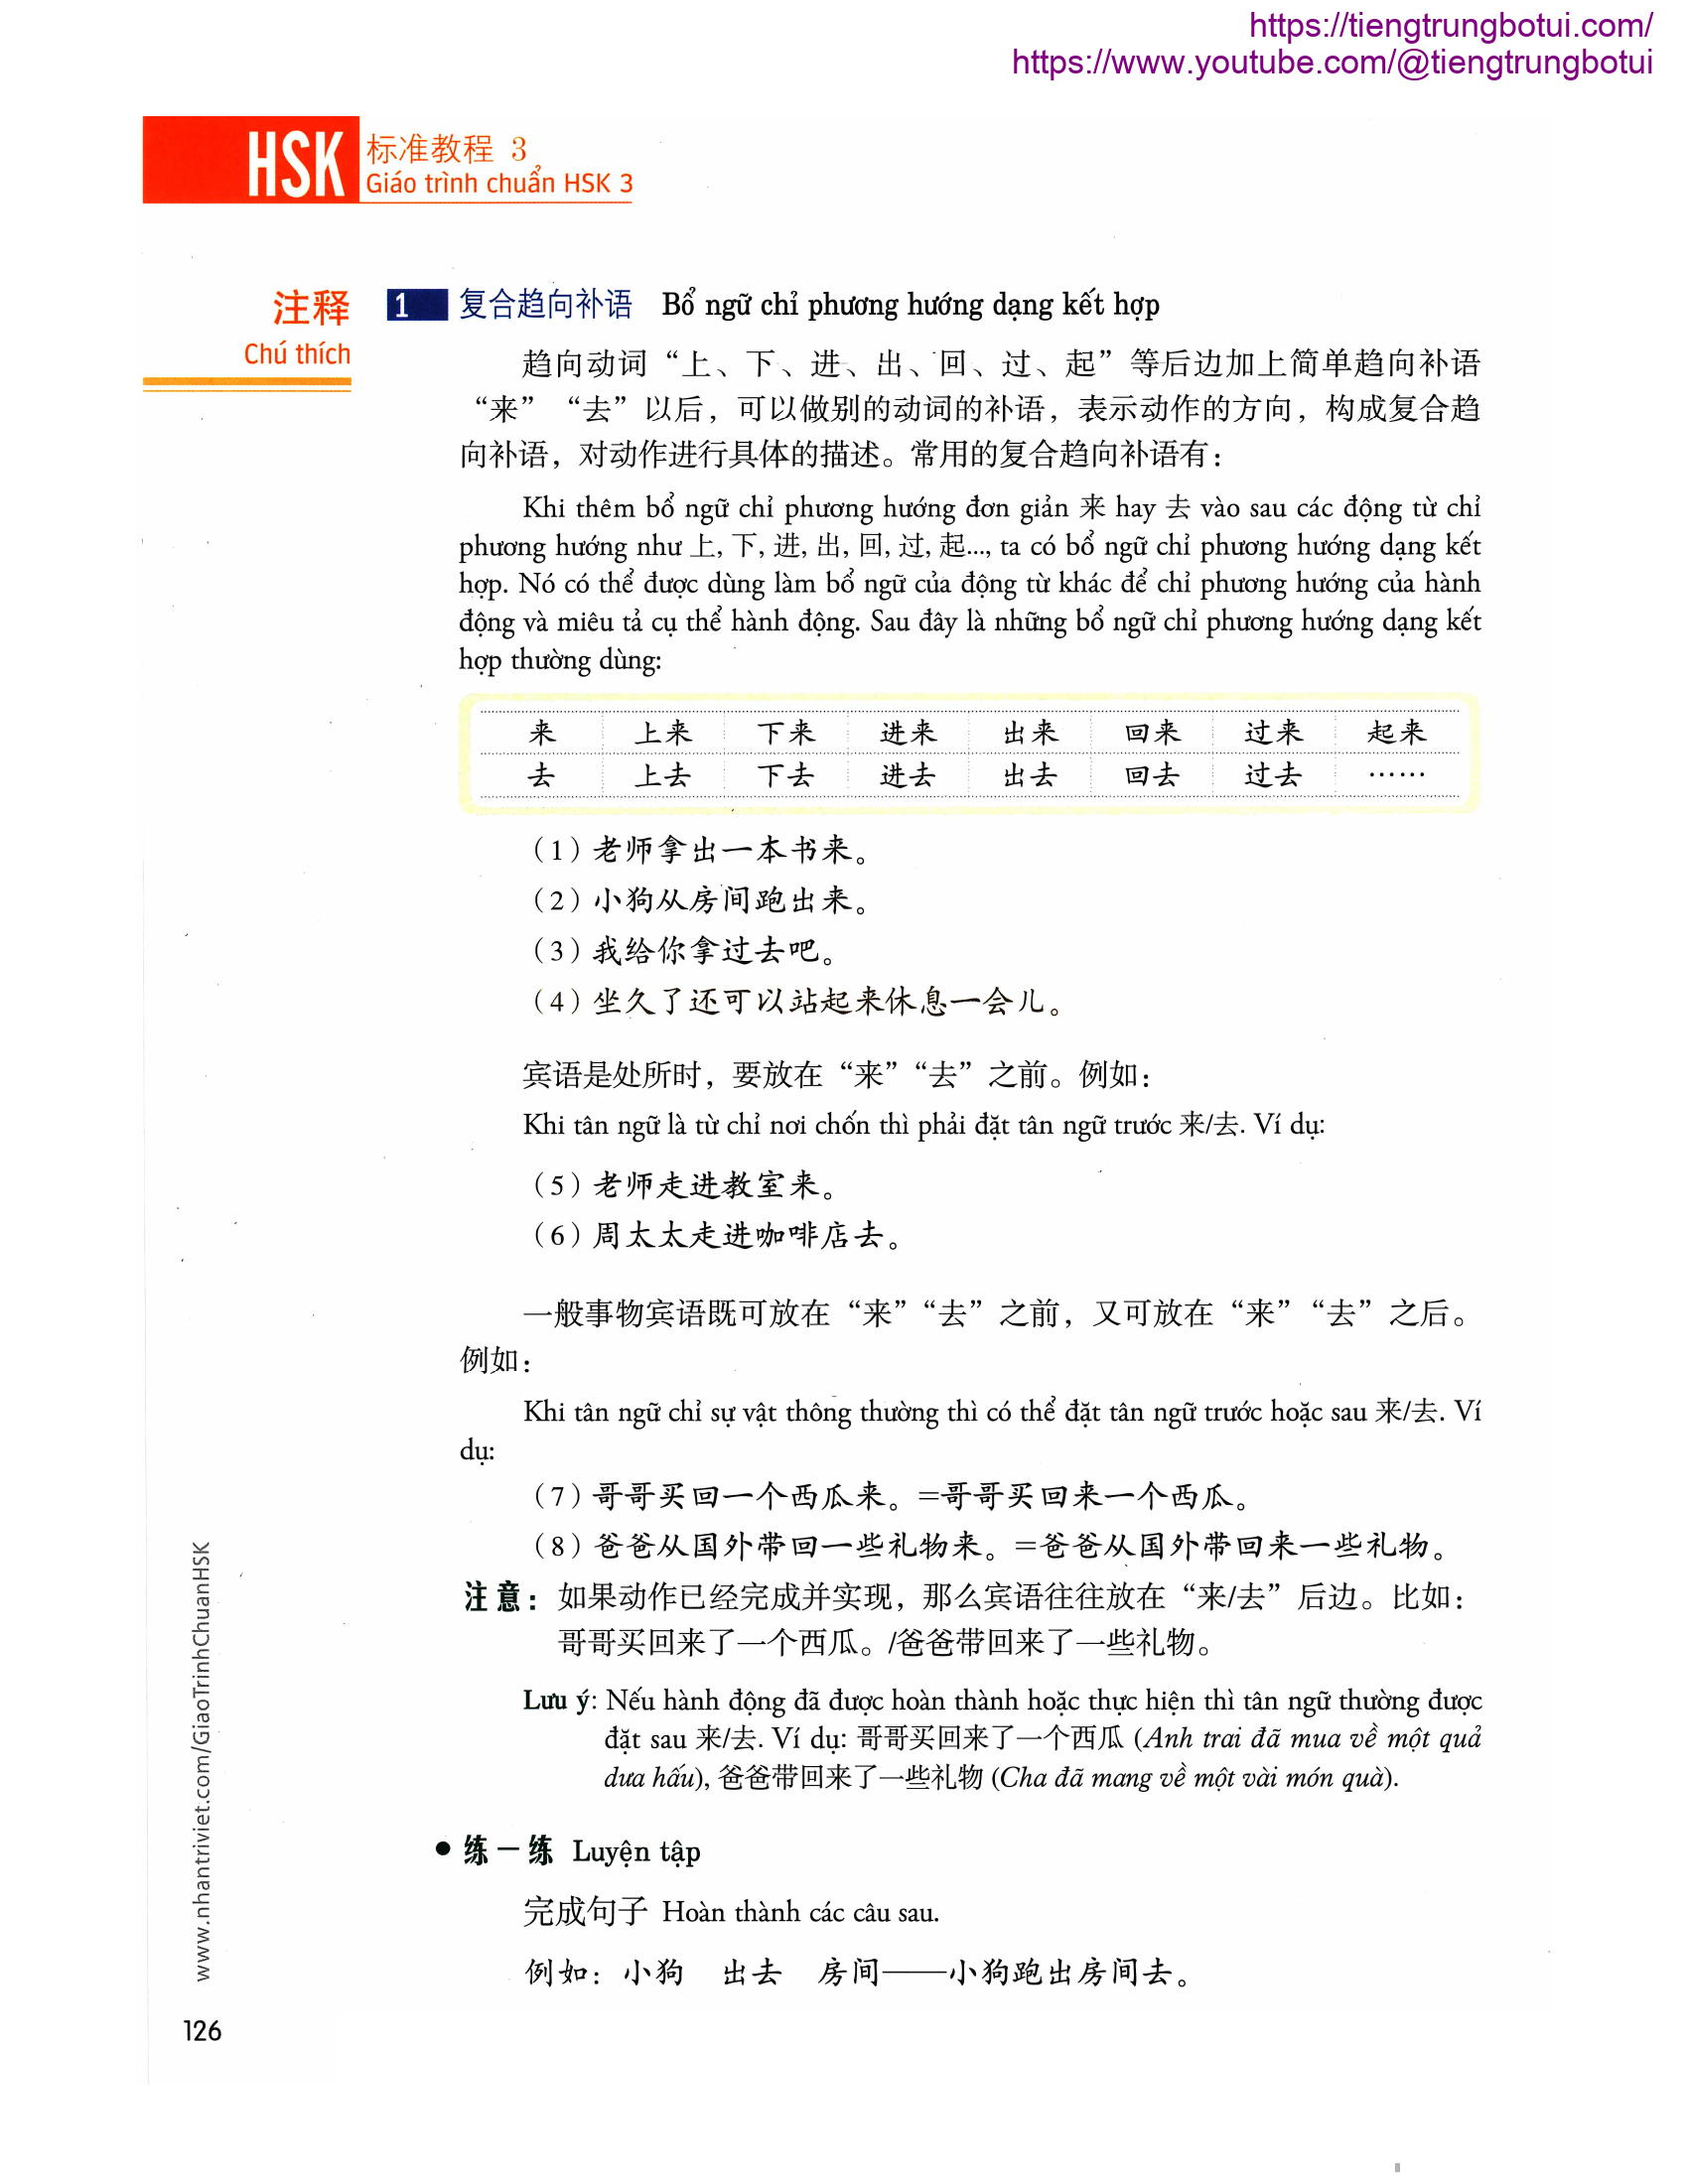 https://tiengtrungbotui.com/
https://www.youtube.com/@tiengtrungbotui
HSK 标准教程 3
Giáo trình chuẩn HSK 3
注释
Chú thích
1 复合趋向补语 Bổ ngữ chỉ phương hướng dạng kết hợp
趋向动词“上、下、进、出、回、过、起”等后边加上简单趋向补语
“来”“去”以后，可以做别的动词的补语，表示动作的方向，构成复合趋
向补语，对动作进行具体的描述。常用的复合趋向补语有：
Khi thêm bổ ngữ chỉ phương hướng đơn giản 来 hay 去 vào sau các động từ chỉ
phương hướng như 上, 下, 进, 出, 回, 过, 起..., ta có bổ ngữ chỉ phương hướng dạng kết
hợp. Nó có thể được dùng làm bổ ngữ của động từ khác để chỉ phương hướng của hành
động và miêu tả cụ thể hành động. Sau đây là những bổ ngữ chỉ phương hướng dạng kết
hợp thường dùng:
来 上来 下来 进来 出来 回来 过来 起来
去 上去 下去 进去 出去 回去 过去 ……
（1）老师拿出一本书来。
（2）小狗从房间跑出来。
（3）我给你拿过去吧。
（4）坐久了还可以站起来休息一会儿。
宾语是处所时，要放在“来”“去”之前。例如：
Khi tân ngữ là từ chỉ nơi chốn thì phải đặt tân ngữ trước 来/去. Ví dụ:
（5）老师走进教室来。
（6）周太太走进咖啡店去。
一般事物宾语既可放在“来”“去”之前，又可放在“来”“去”之后。
例如：
Khi tân ngữ chỉ sự vật thông thường thì có thể đặt tân ngữ trước hoặc sau 来/去. Ví
dụ:
（7）哥哥买回一个西瓜来。=哥哥买回来一个西瓜。
（8）爸爸从国外带回一些礼物来。=爸爸从国外带回来一些礼物。
注意：如果动作已经完成并实现，那么宾语往往放在“来/去”后边。比如：
哥哥买回来了一个西瓜。/爸爸带回来了一些礼物。
Lưu ý: Nếu hành động đã được hoàn thành hoặc thực hiện thì tân ngữ thường được
đặt sau 来/去. Ví dụ: 哥哥买回来了一个西瓜 (Anh trai đã mua về một quả
dưa hấu), 爸爸带回来了一些礼物 (Cha đã mang về một vài món quà).
● 练一练 Luyện tập
完成句子 Hoàn thành các câu sau.
例如：小狗 出去 房间——小狗跑出房间去。
www.nhantriviet.com/GiaoTrinhChuanHSK
126